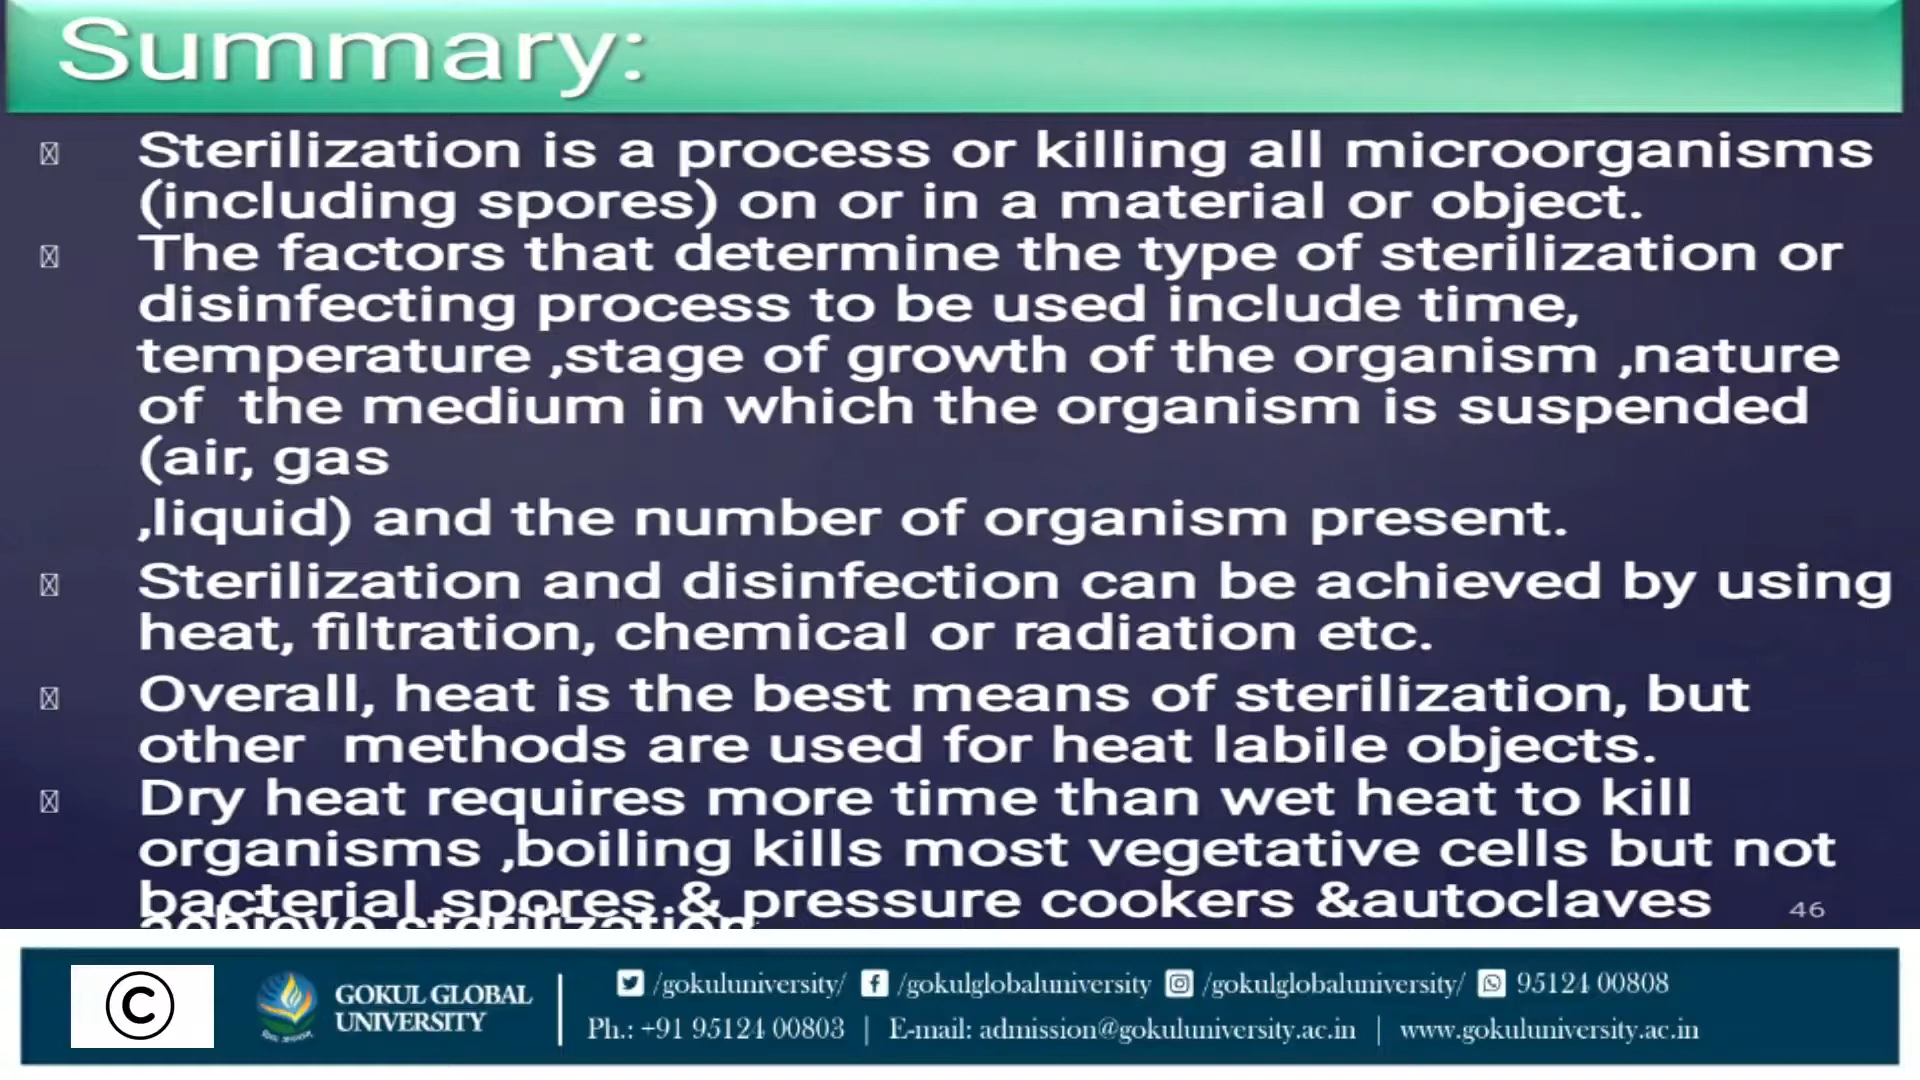 Summary:
Sterilization is a process or killing all microorganisms
(including spores) on or in a material or object.
The factors that determine the type of sterilization or
disinfecting process to be used include time,
temperature ,stage of growth of the organism ,nature
of the medium in which the organism is suspended
(air, gas
,liquid) and the number of organism present.
Sterilization and disinfection can be achieved by using
heat, filtration, chemical or radiation etc.
Overall, heat is the best means of sterilization, but
other methods are used for heat labile objects.
Dry heat requires more time than wet heat to kill
organisms ,boiling kills most vegetative cells but not
bacterial spores & pressure cookers &autoclaves
achieve sterilization
46
©
GOKUL GLOBAL
UNIVERSITY
/gokuluniversity/ /gokulglobaluniversity /gokulglobaluniversity/ 95124 00808
Ph.: +91 95124 00803 | E-mail: admission@gokuluniversity.ac.in | www.gokuluniversity.ac.in